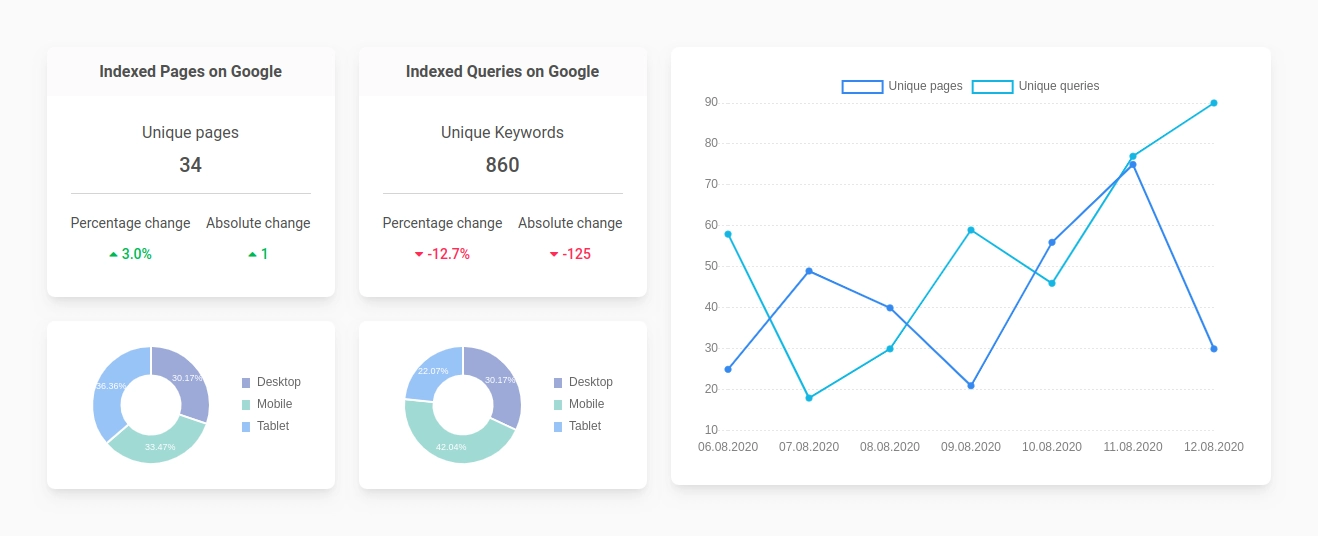 Indexed Pages on Google
Unique pages
34
Percentage change Absolute change
3.0% 1
Indexed Queries on Google
Unique Keywords
860
Percentage change Absolute change
-12.7% -125
36.36% 30.17%
33.47%
Desktop
Mobile
Tablet
22.07% 30.17%
42.04%
Desktop
Mobile
Tablet
Unique pages Unique queries
90
80
70
60
50
40
30
20
10
06.08.2020 07.08.2020 08.08.2020 09.08.2020 10.08.2020 11.08.2020 12.08.2020